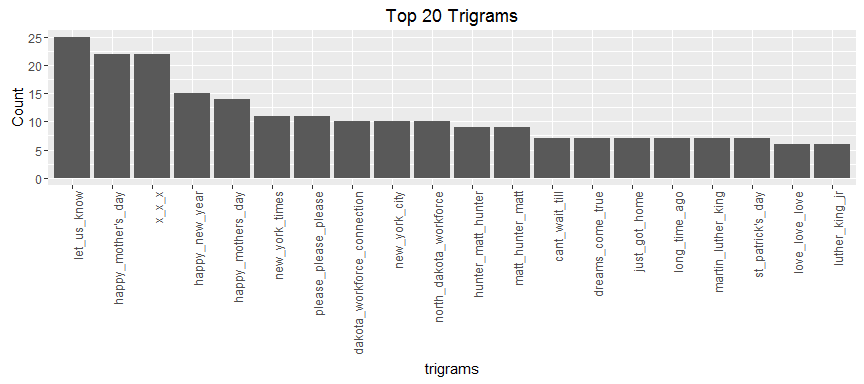 Top 20 Trigrams
Count
25
20
15
10
5
0
let_us_know
happy_mother's_day
x_x_x
happy_new_year
happy_mothers_day
new_york_times
please_please_please
dakota_workforce_connection
new_york_city
north_dakota_workforce
hunter_matt_hunter
matt_hunter_matt
cant_wait_till
dreams_come_true
just_got_home
long_time_ago
martin_luther_king
st_patrick's_day
love_love_love
luther_king_jr
trigrams